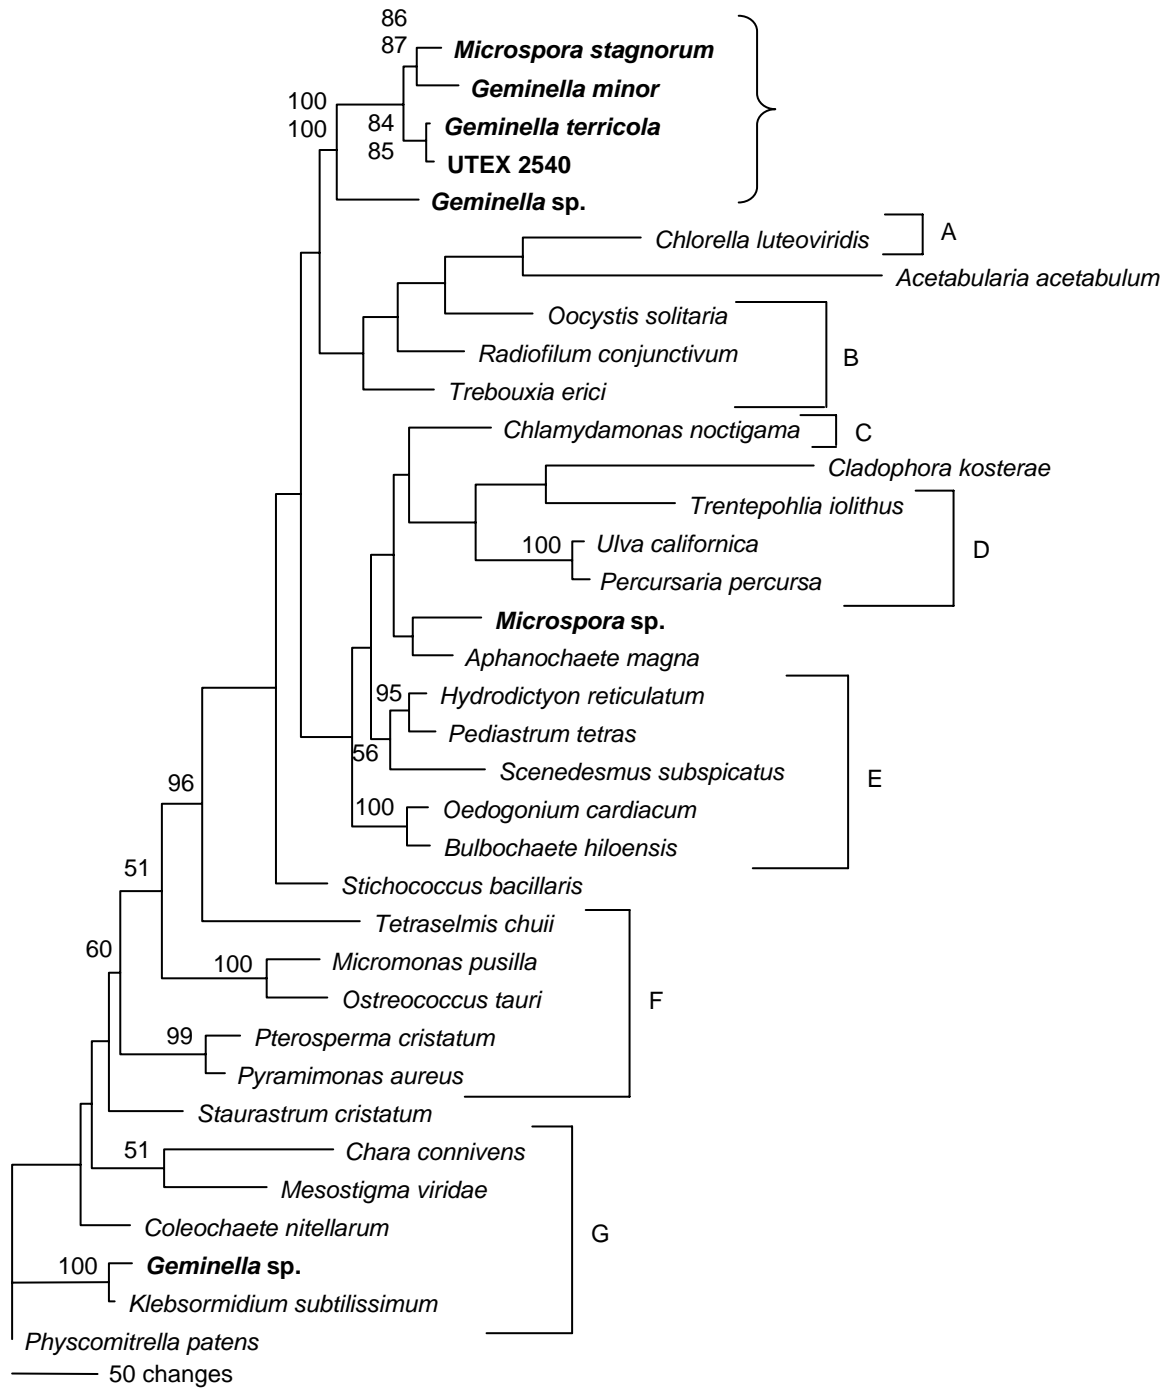 86
87
Microspora stagnorum
Geminella minor
100
100
84
85
Geminella terricola
UTEX 2540
Geminella sp.
Chlorella luteoviridis
A
Acetabularia acetabulum
Oocystis solitaria
Radiofilum conjunctivum
B
Trebouxia erici
Chlamydamonas noctigama
C
Cladophora kosterae
Trentepohlia iolithus
100
Ulva californica
D
Percursaria percursa
Microspora sp.
Aphanochaete magna
95
Hydrodictyon reticulatum
Pediastrum tetras
56
Scenedesmus subspicatus
E
96
100
Oedogonium cardiacum
Bulbochaete hiloensis
51
Stichococcus bacillaris
Tetraselmis chuii
60
100
Micromonas pusilla
Ostreococcus tauri
F
99
Pterosperma cristatum
Pyramimonas aureus
Staurastrum cristatum
51
Chara connivens
Mesostigma viridae
Coleochaete nitellarum
G
100
Geminella sp.
Klebsormidium subtilissimum
Physcomitrella patens
50 changes